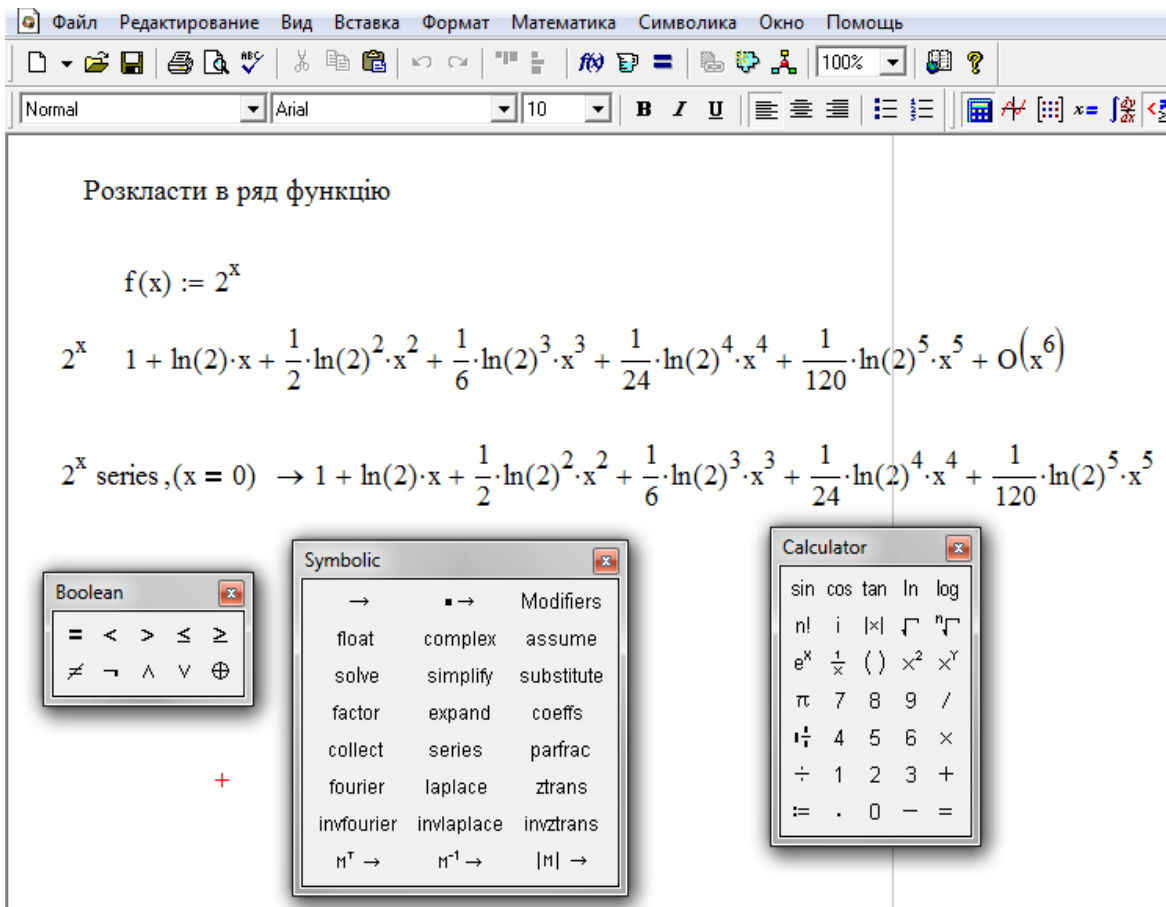 Файл Редактирование Вид Вставка Формат Математика Символика Окно Помощь
100%
Normal Arial 10 B I U
Розкласти в ряд функцію
f(x) := 2^x
2^x 1 + ln(2)·x + 1/2·ln(2)^2·x^2 + 1/6·ln(2)^3·x^3 + 1/24·ln(2)^4·x^4 + 1/120·ln(2)^5·x^5 + O(x^6)
2^x series,(x = 0) → 1 + ln(2)·x + 1/2·ln(2)^2·x^2 + 1/6·ln(2)^3·x^3 + 1/24·ln(2)^4·x^4 + 1/120·ln(2)^5·x^5
Boolean
= < > ≤ ≥
≠ ¬ ∧ ∨ ⊕
Symbolic
→ ▪→ Modifiers
float complex assume
solve simplify substitute
factor expand coeffs
collect series parfrac
fourier laplace ztrans
invfourier invlaplace invztrans
M^T → M^-1 → |M| →
Calculator
sin cos tan ln log
n! i |×| √ ⁿ√
e^x 1/x ( ) ×^2 ×^Y
π 7 8 9 /
4 5 6 ×
÷ 1 2 3 +
:= . 0 − =